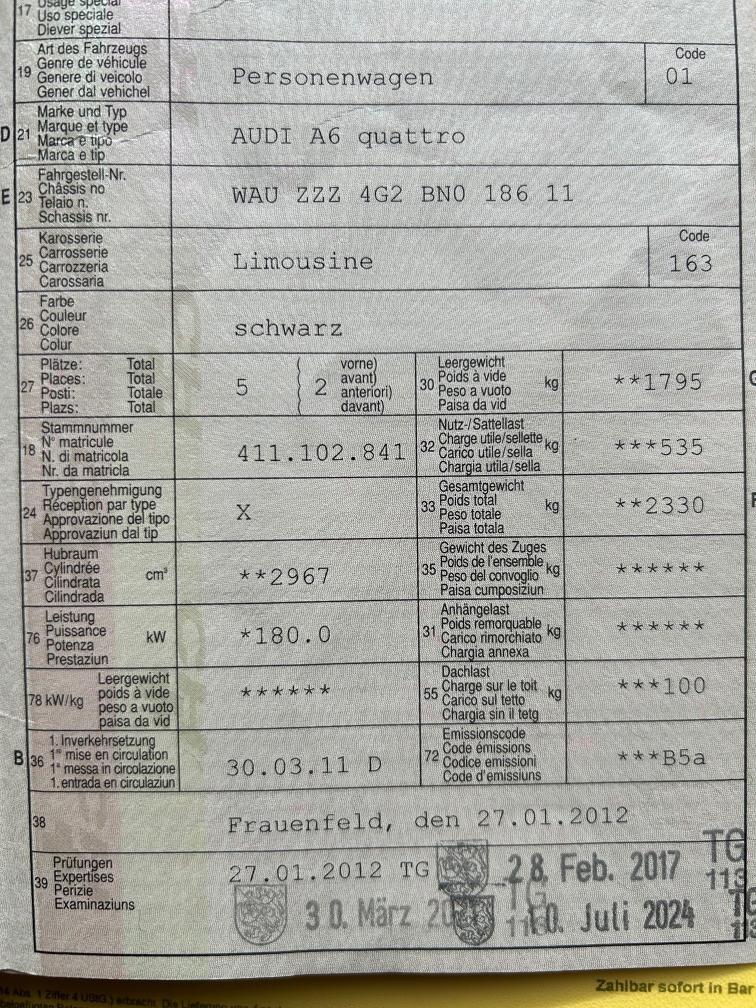 17 Usage spécial
Uso speciale
Diever spezial
19 Art des Fahrzeugs
Genre de véhicule
Genere di veicolo
Gener dal vehichel
Personenwagen
Code
01
D 21 Marke und Typ
Marque et type
Marca e tipo
Marca e tip
AUDI A6 quattro
E 23 Fahrgestell-Nr.
Châssis no
Telaio n.
Schassis nr.
WAU ZZZ 4G2 BN0 186 11
25 Karosserie
Carrosserie
Carrozzeria
Carossaria
Limousine
Code
163
26 Farbe
Couleur
Colore
Colur
schwarz
27 Plätze: Total
Places: Total
Posti: Totale
Plazs: Total
5 ( 2 vorne)
avant)
anteriori)
davant)
30 Leergewicht
Poids à vide kg
Peso a vuoto
Paisa da vid
**1795
18 Stammnummer
N° matricule
N. di matricola
Nr. da matricla
411.102.841
32 Nutz-/Sattellast
Charge utile/sellette kg
Carico utile/sella
Chargia utila/sella
***535
24 Typengenehmigung
Réception par type
Approvazione del tipo
Approvaziun dal tip
X
33 Gesamtgewicht
Poids total kg
Peso totale
Paisa totala
**2330
37 Hubraum
Cylindrée cm³
Cilindrata
Cilindrada
**2967
35 Gewicht des Zuges
Poids de l'ensemble kg
Peso del convoglio
Paisa cumposiziun
******
76 Leistung
Puissance kW
Potenza
Prestaziun
*180.0
31 Anhängelast
Poids remorquable kg
Carico rimorchiato
Chargia annexa
******
78 kW/kg Leergewicht
poids à vide
peso a vuoto
paisa da vid
******
55 Dachlast
Charge sur le toit kg
Carico sul tetto
Chargia sin il tetg
***100
B 36 1. Inverkehrsetzung
1re mise en circulation
1a messa in circolazione
1. entrada en circulaziun
30.03.11 D
72 Emissionscode
Code émissions
Codice emissioni
Code d'emissiuns
***B5a
38 Frauenfeld, den 27.01.2012
39 Prüfungen
Expertises
Perizie
Examinaziuns
27.01.2012 TG
28. Feb. 2017 TG
113
30. März 20
TG
10. Juli 2024
Zahlbar sofort in Bar